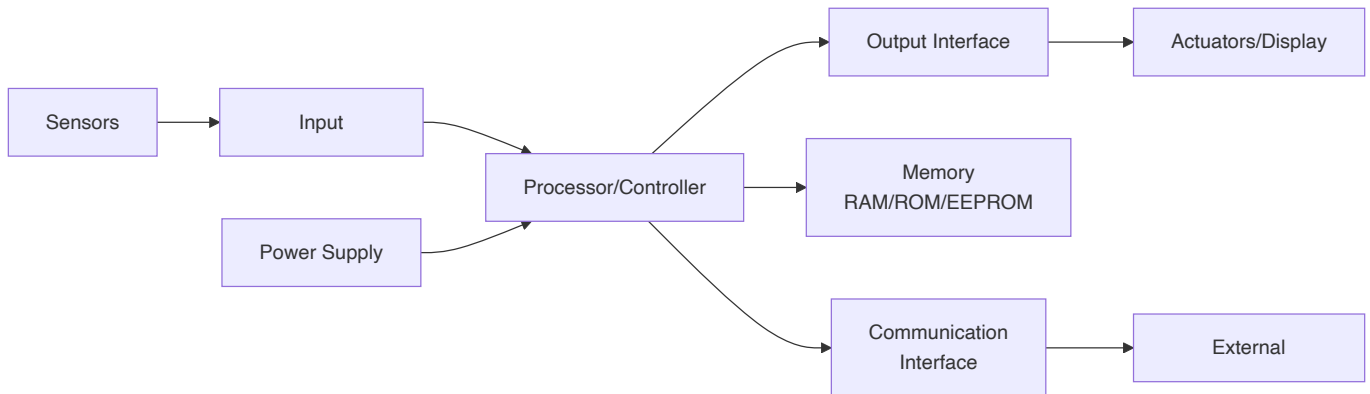 Output Interface
Actuators/Display
Sensors
Input
Processor/Controller
Memory
RAM/ROM/EEPROM
Power Supply
Communication
Interface
External